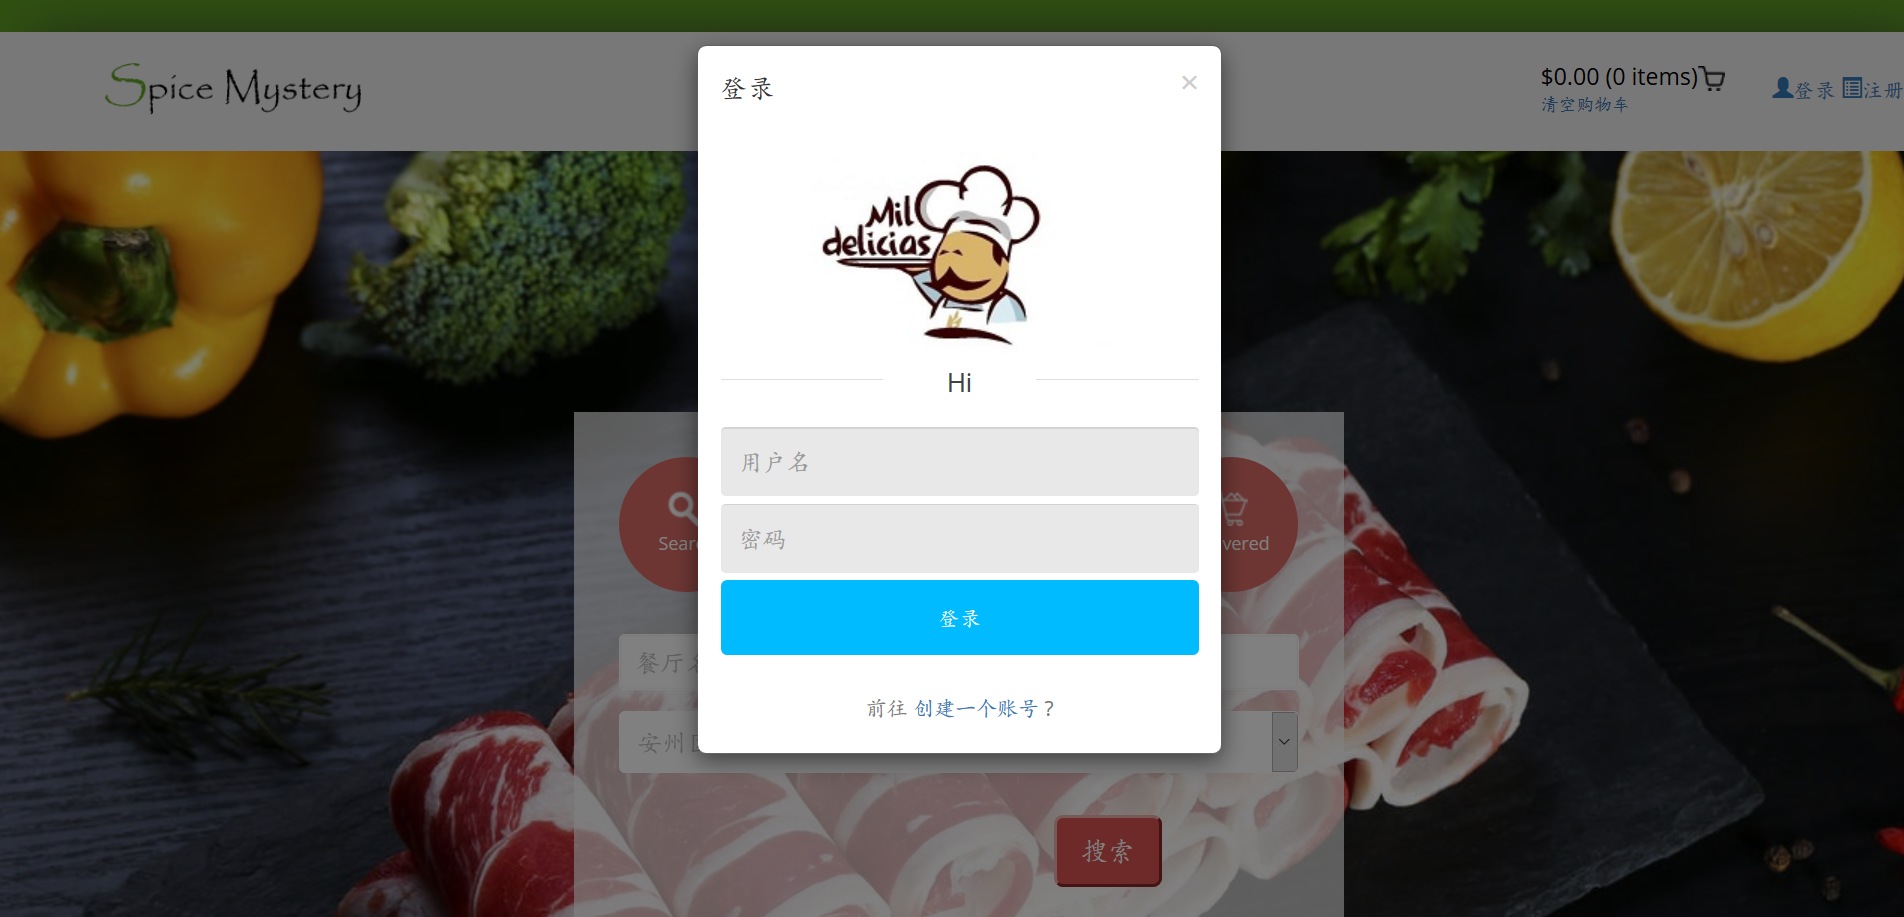 Spice Mystery
$0.00 (0 items)
清空购物车
登录 注册
登录
×
Mil
delicias
Hi
用户名
密码
登录
前往 创建一个账号？
餐厅
安州
搜索